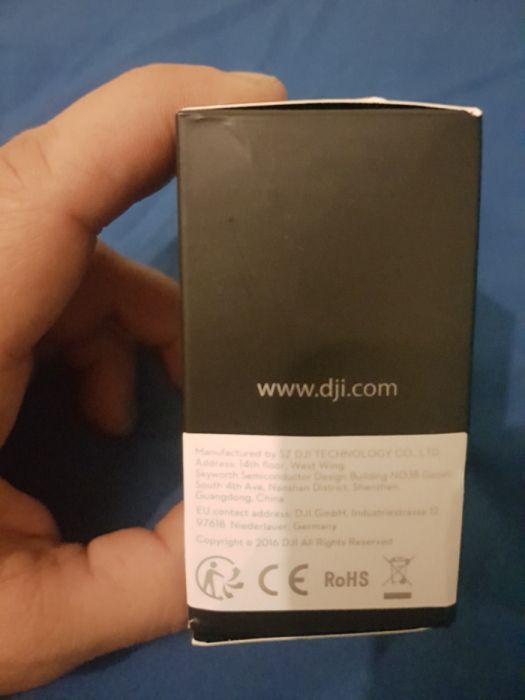 www.dji.com
Manufactured by SZ DJI TECHNOLOGY CO., LTD.
Address: 14th floor, West Wing,
Skyworth Semiconductor Design Building NO.18 Gaoxin
South 4th Ave, Nanshan District, Shenzhen,
Guangdong, China
EU contact address: DJI GmbH, Industriestrasse 12,
97618, Niederlauer, Germany
Copyright © 2016 DJI All Rights Reserved
CE RoHS